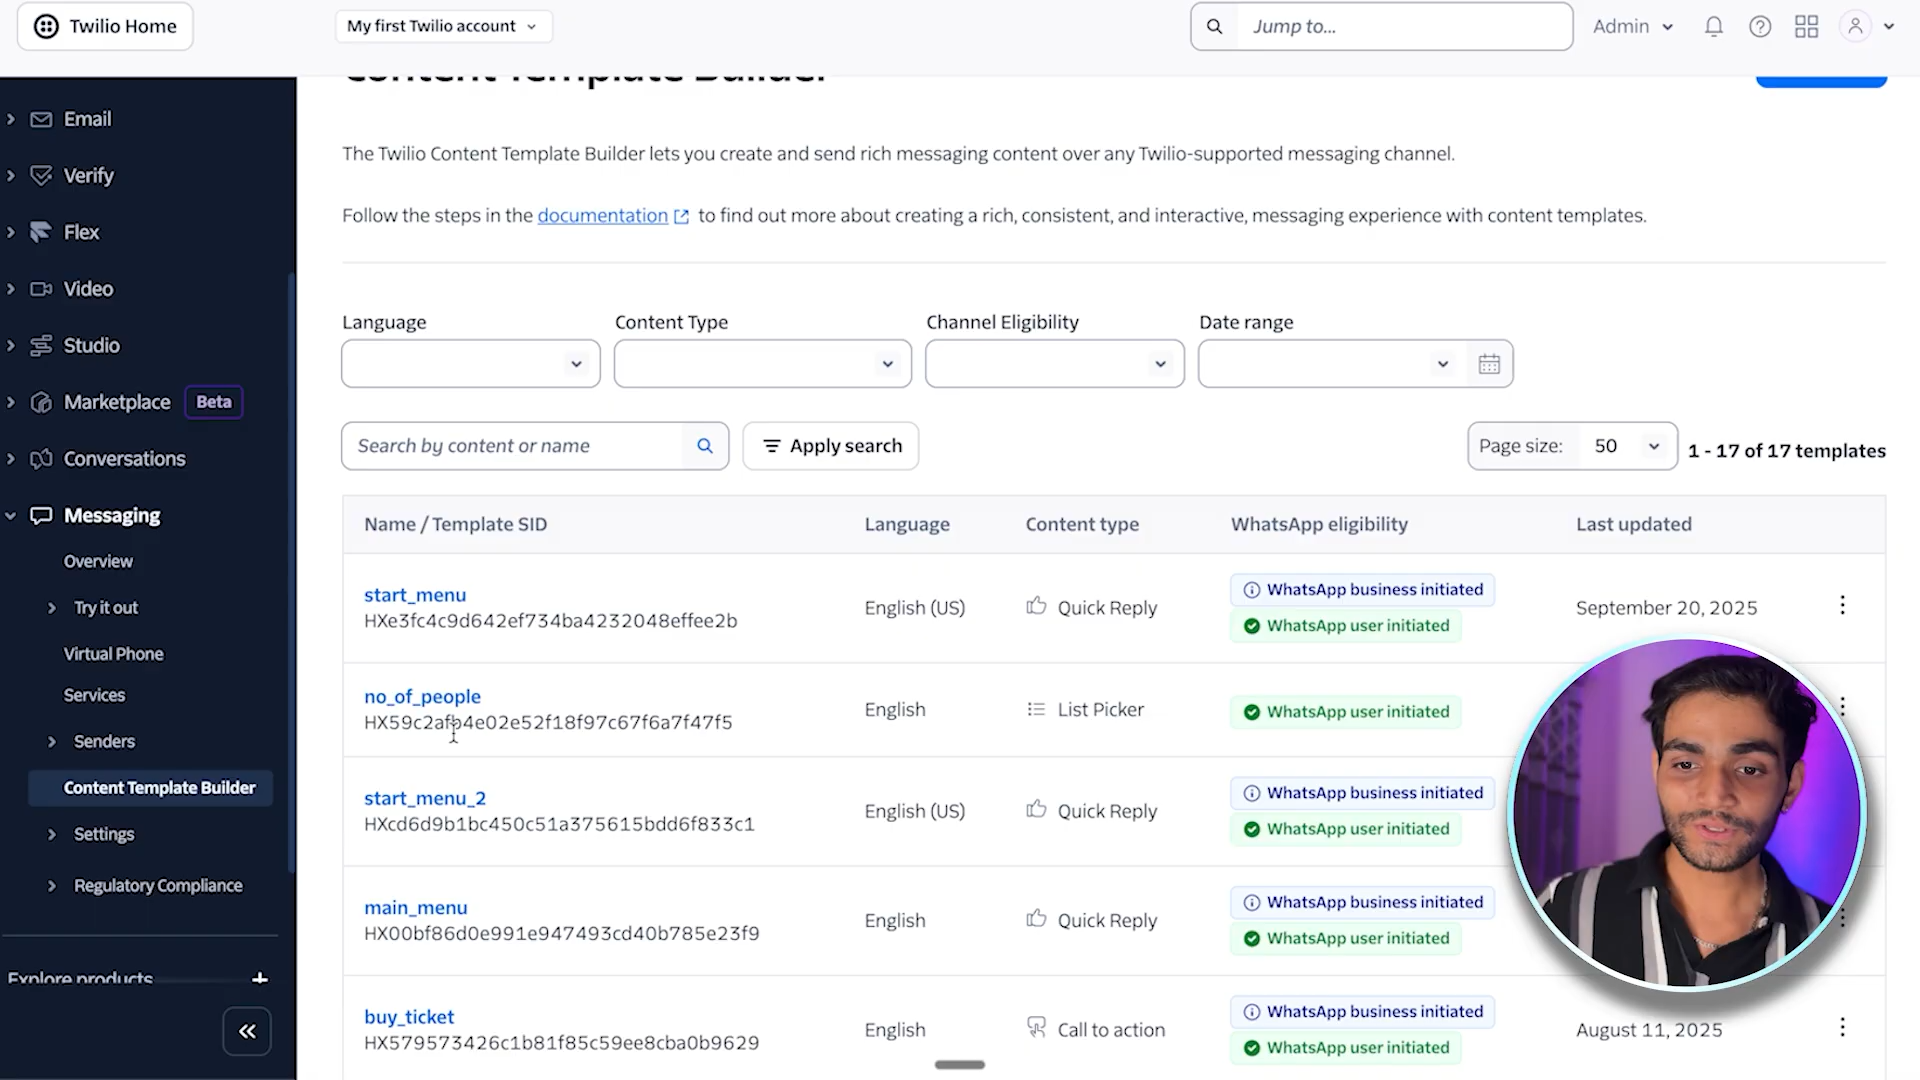 Twilio Home
My first Twilio account
Jump to...
Admin
Content Template Builder
Email
Verify
Flex
Video
Studio
Marketplace Beta
Conversations
Messaging
Overview
Try it out
Virtual Phone
Services
Senders
Content Template Builder
Settings
Regulatory Compliance
Explore products
The Twilio Content Template Builder lets you create and send rich messaging content over any Twilio-supported messaging channel.
Follow the steps in the documentation to find out more about creating a rich, consistent, and interactive, messaging experience with content templates.
Language Content Type Channel Eligibility Date range
Search by content or name Apply search Page size: 50 1 - 17 of 17 templates
Name / Template SID Language Content type WhatsApp eligibility Last updated
start_menu
HXe3fc4c9d642ef734ba4232048effee2b
English (US) Quick Reply
WhatsApp business initiated
WhatsApp user initiated
September 20, 2025
no_of_people
HX59c2afb4e02e52f18f97c67f6a7f47f5
English List Picker
WhatsApp user initiated
start_menu_2
HXcd6d9b1bc450c51a375615bdd6f833c1
English (US) Quick Reply
WhatsApp business initiated
WhatsApp user initiated
main_menu
HX00bf86d0e991e947493cd40b785e23f9
English Quick Reply
WhatsApp business initiated
WhatsApp user initiated
buy_ticket
HX579573426c1b81f85c59ee8cba0b9629
English Call to action
WhatsApp business initiated
WhatsApp user initiated
August 11, 2025